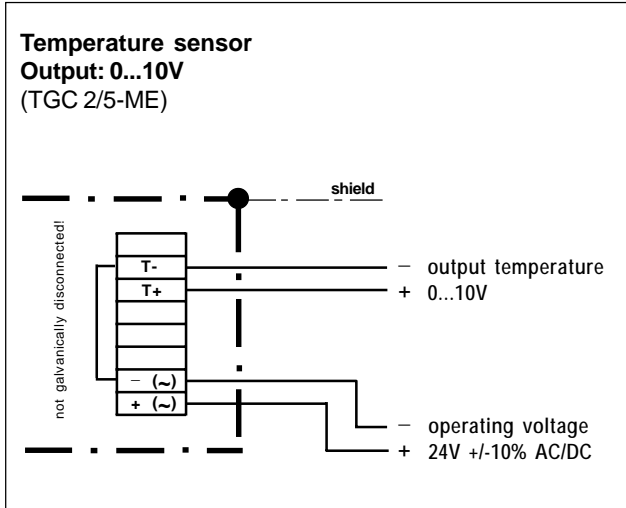 Temperature sensor
Output: 0...10V
(TGC 2/5-ME)
shield
not galvanically disconnected!
T-
T+
– (~)
+ (~)
– output temperature
+ 0...10V
– operating voltage
+ 24V +/-10% AC/DC